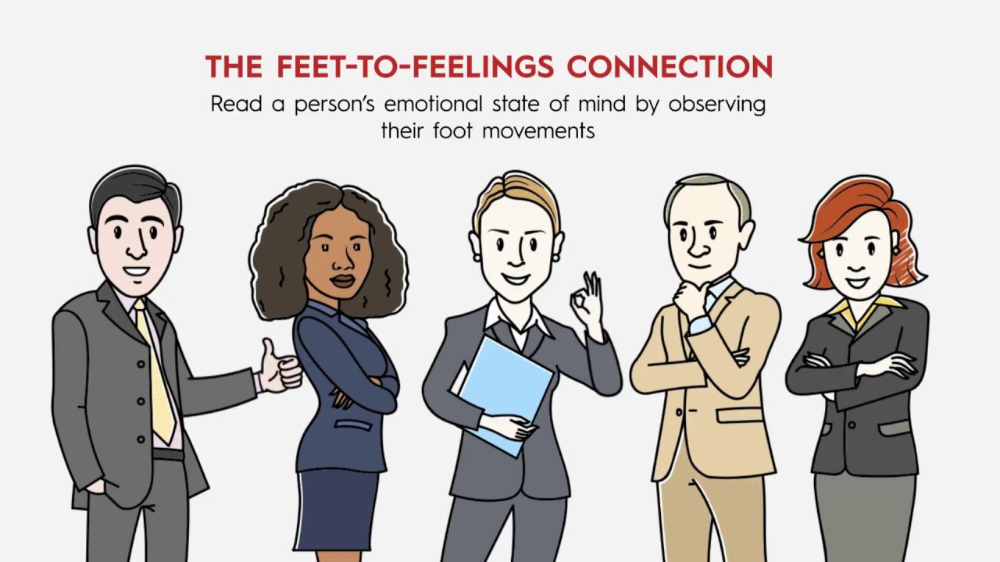 THE FEET-TO-FEELINGS CONNECTION
Read a person's emotional state of mind by observing
their foot movements